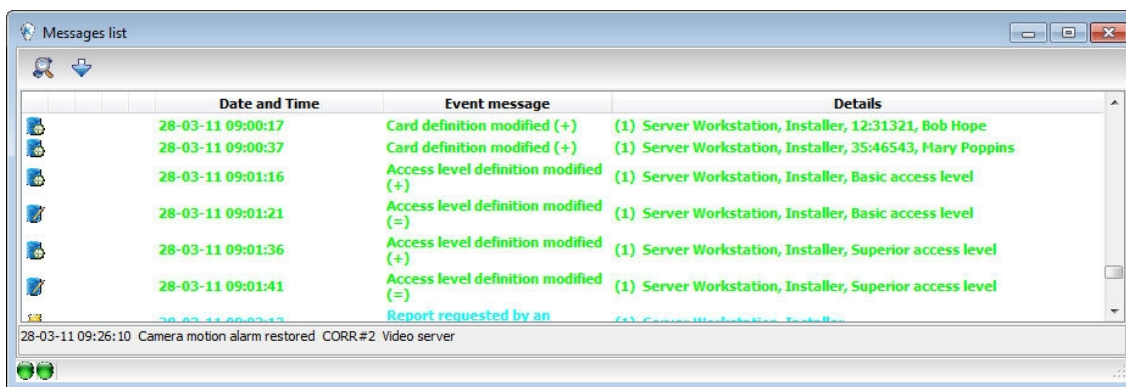 Messages list
Date and Time Event message Details
28-03-11 09:00:17 Card definition modified (+) (1) Server Workstation, Installer, 12:31321, Bob Hope
28-03-11 09:00:37 Card definition modified (+) (1) Server Workstation, Installer, 35:46543, Mary Poppins
28-03-11 09:01:16 Access level definition modified (1) Server Workstation, Installer, Basic access level
(+)
28-03-11 09:01:21 Access level definition modified (1) Server Workstation, Installer, Basic access level
(=)
28-03-11 09:01:36 Access level definition modified (1) Server Workstation, Installer, Superior access level
(+)
28-03-11 09:01:41 Access level definition modified (1) Server Workstation, Installer, Superior access level
(=)
Report requested by an
(1) Server Workstation, Installer
28-03-11 09:26:10 Camera motion alarm restored CORR#2 Video server